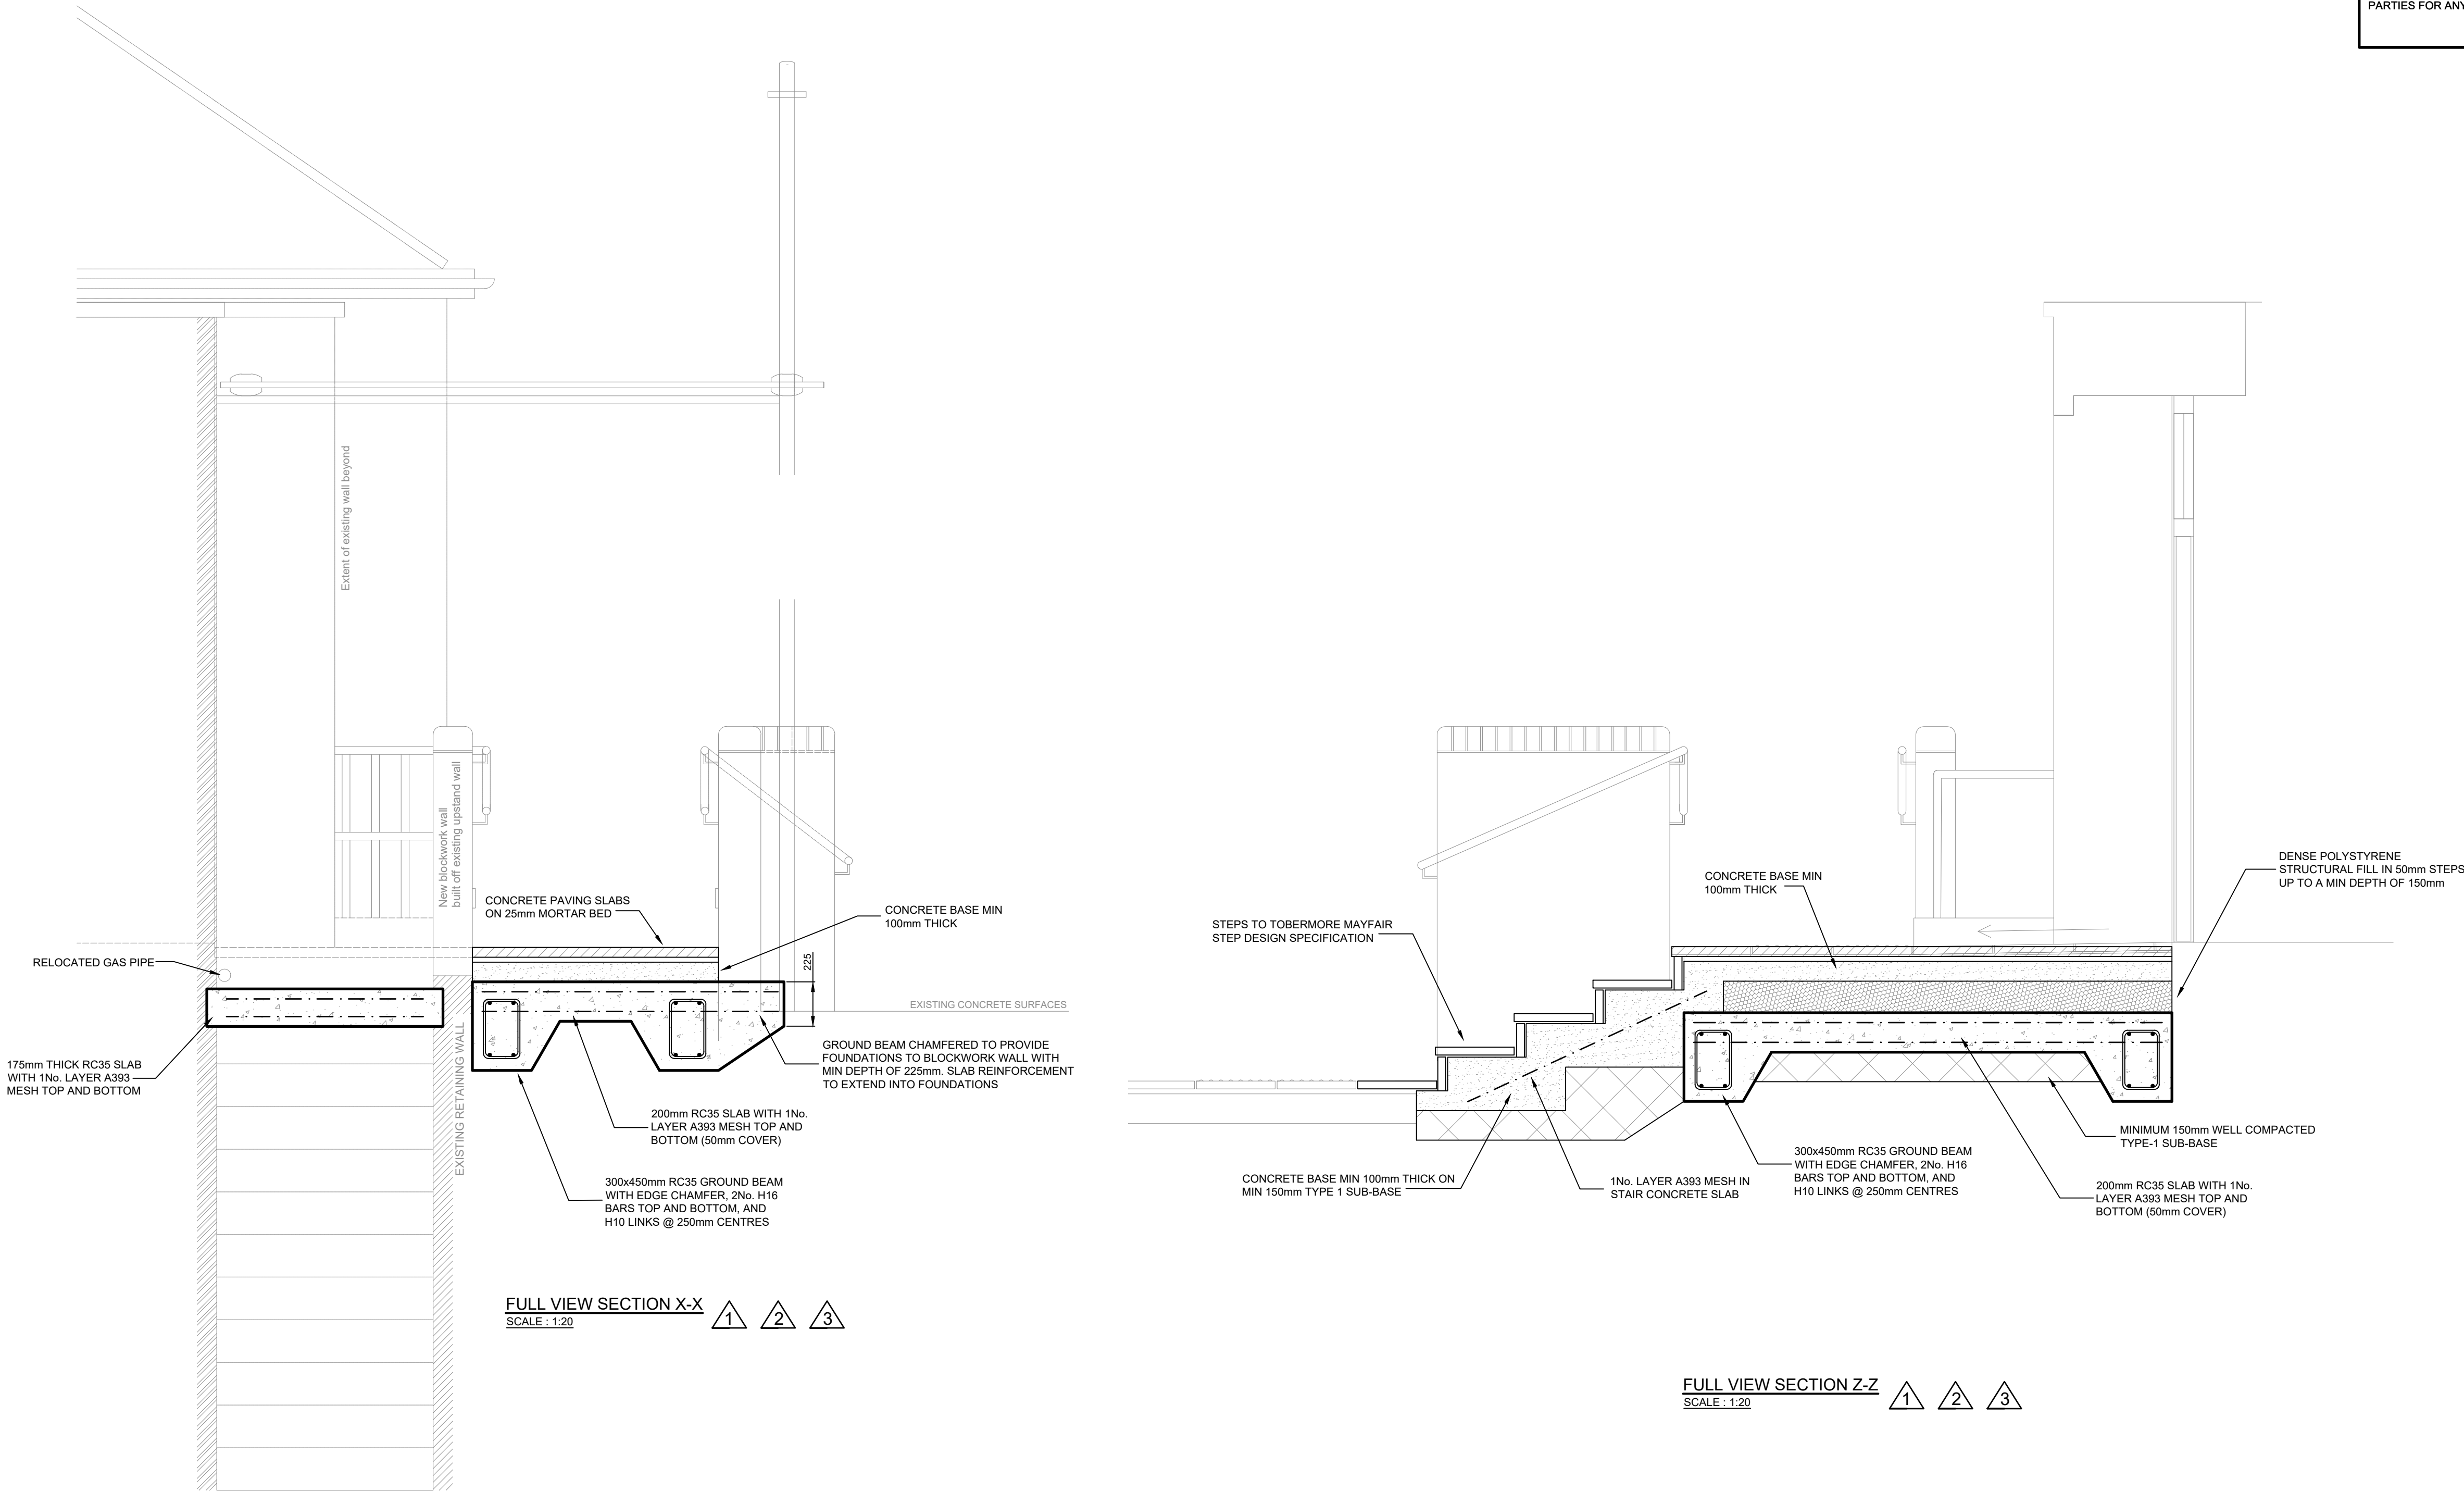 PARTIES FOR ANY
Extent of existing wall beyond
New blockwork wall
built off existing upstand wall
CONCRETE PAVING SLABS
ON 25mm MORTAR BED
CONCRETE BASE MIN
100mm THICK
RELOCATED GAS PIPE
225
EXISTING CONCRETE SURFACES
175mm THICK RC35 SLAB
WITH 1No. LAYER A393
MESH TOP AND BOTTOM
EXISTING RETAINING WALL
GROUND BEAM CHAMFERED TO PROVIDE
FOUNDATIONS TO BLOCKWORK WALL WITH
MIN DEPTH OF 225mm. SLAB REINFORCEMENT
TO EXTEND INTO FOUNDATIONS
200mm RC35 SLAB WITH 1No.
LAYER A393 MESH TOP AND
BOTTOM (50mm COVER)
300x450mm RC35 GROUND BEAM
WITH EDGE CHAMFER, 2No. H16
BARS TOP AND BOTTOM, AND
H10 LINKS @ 250mm CENTRES
FULL VIEW SECTION X-X
SCALE : 1:20
1 2 3
STEPS TO TOBERMORE MAYFAIR
STEP DESIGN SPECIFICATION
CONCRETE BASE MIN
100mm THICK
DENSE POLYSTYRENE
STRUCTURAL FILL IN 50mm STEPS
UP TO A MIN DEPTH OF 150mm
CONCRETE BASE MIN 100mm THICK ON
MIN 150mm TYPE 1 SUB-BASE
1No. LAYER A393 MESH IN
STAIR CONCRETE SLAB
300x450mm RC35 GROUND BEAM
WITH EDGE CHAMFER, 2No. H16
BARS TOP AND BOTTOM, AND
H10 LINKS @ 250mm CENTRES
MINIMUM 150mm WELL COMPACTED
TYPE-1 SUB-BASE
200mm RC35 SLAB WITH 1No.
LAYER A393 MESH TOP AND
BOTTOM (50mm COVER)
FULL VIEW SECTION Z-Z
SCALE : 1:20
1 2 3